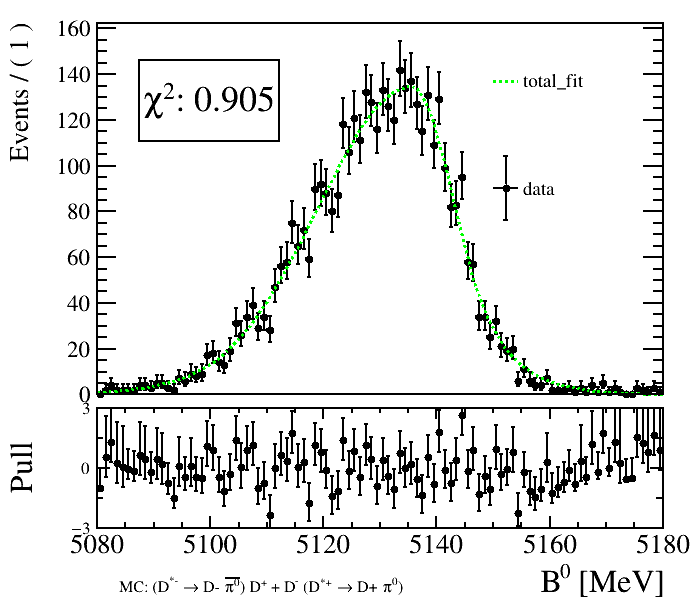 Events / ( 1 )
160
140
120
100
80
60
40
20
0
χ²: 0.905
total_fit
data
Pull
3
0
−3
5080 5100 5120 5140 5160 5180
B⁰ [MeV]
MC: (D*- → D- π⁰) D⁺ + D⁻ (D*⁺ → D+ π⁰)